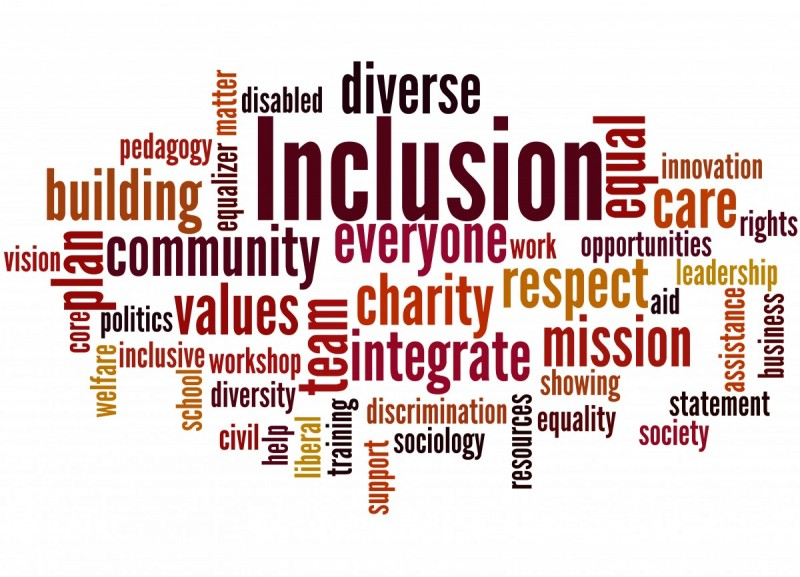 diverse
disabled
matter
Inclusion
equal
pedagogy
equalizer
innovation
building
care
rights
everyone
work
opportunities
community
vision
plan
respect
leadership
charity
aid
values
team
core
politics
mission
assistance
business
integrate
inclusive
workshop
welfare
school
diversity
showing
statement
discrimination
equality
resources
training
liberal
help
civil
sociology
society
support